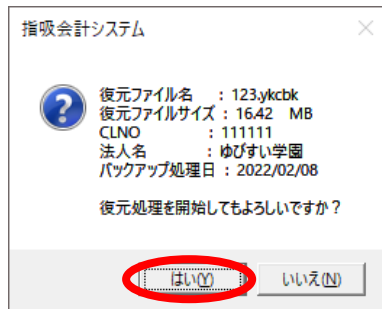 指吸会計システム
復元ファイル名 : 123.ykcbk
復元ファイルサイズ : 16.42 MB
CLNO : 111111
法人名 : ゆびすい学園
バックアップ処理日 : 2022/02/08
復元処理を開始してもよろしいですか？
はい(Y) いいえ(N)